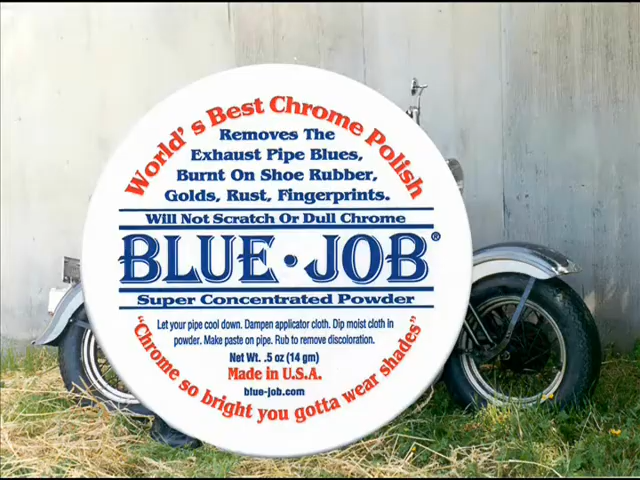 World's Best Chrome Polish
Removes The
Exhaust Pipe Blues,
Burnt On Shoe Rubber,
Golds, Rust, Fingerprints.
Will Not Scratch Or Dull Chrome
BLUE • JOB®
Super Concentrated Powder
Let your pipe cool down. Dampen applicator cloth. Dip moist cloth in
powder. Make paste on pipe. Rub to remove discoloration.
Net Wt. .5 oz (14 gm)
Made in U.S.A.
blue-job.com
"Chrome so bright you gotta wear shades"